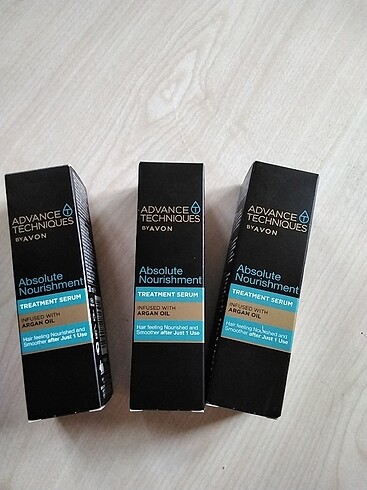 ADVANCE
TECHNIQUES
BY AVON
Absolute
Nourishment
TREATMENT SERUM
INFUSED WITH
ARGAN OIL
Hair feeling Nourished and
Smoother after Just 1 Use
ADVANCE
TECHNIQUES
BY AVON
Absolute
Nourishment
TREATMENT SERUM
INFUSED WITH
ARGAN OIL
Hair feeling Nourished and
Smoother after Just 1 Use
ADVANCE
TECHNIQUES
BY AVON
Absolute
Nourishment
TREATMENT SERUM
INFUSED WITH
ARGAN OIL
Hair feeling Nourished and
Smoother after Just 1 Use